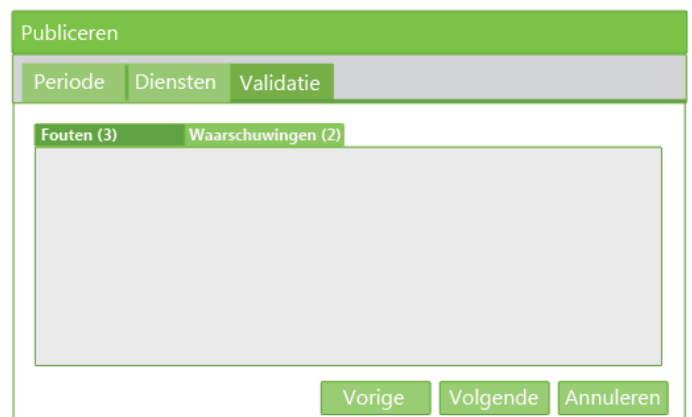 Publiceren
Periode Diensten Validatie
Fouten (3) Waarschuwingen (2)
Vorige Volgende Annuleren